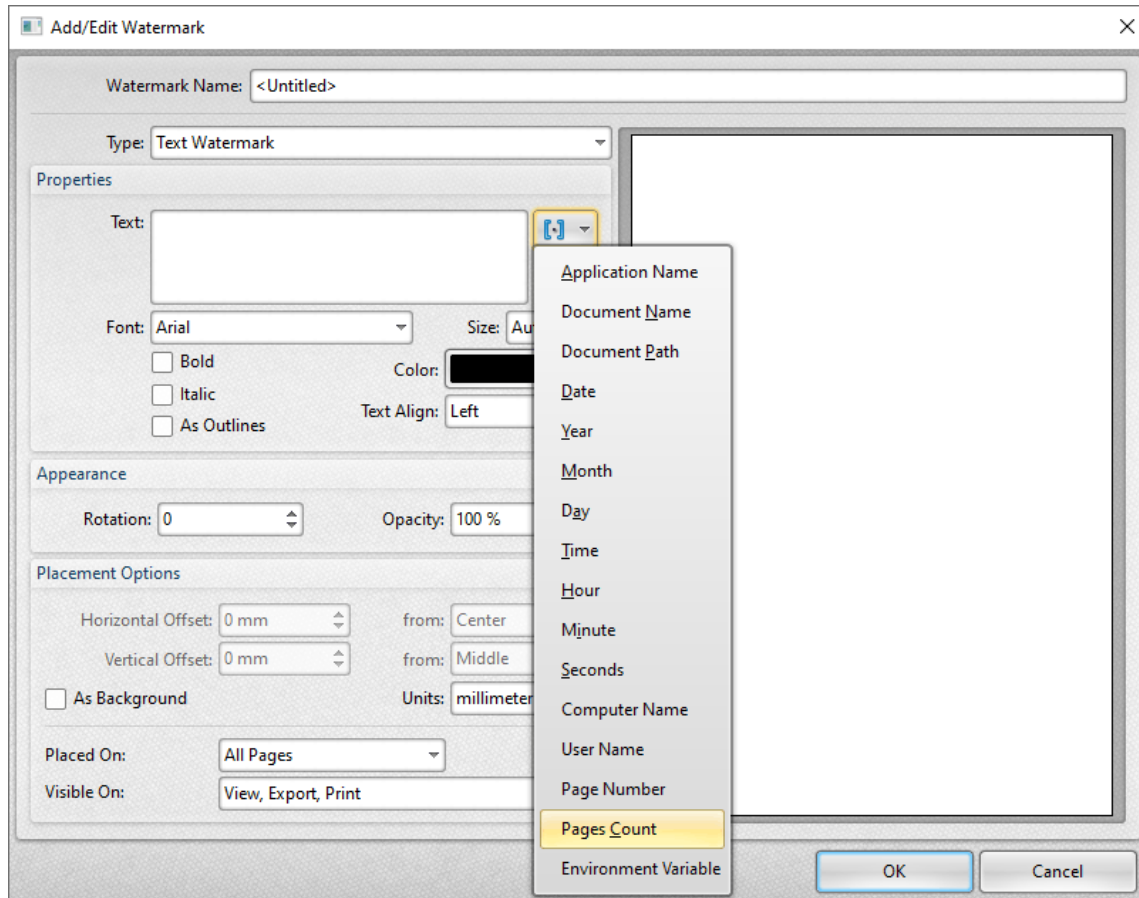 Add/Edit Watermark
Watermark Name: <Untitled>
Type: Text Watermark
Properties
Text:
Font: Arial
Size: Au
Bold
Color:
Italic
Text Align: Left
As Outlines
Appearance
Rotation: 0
Opacity: 100 %
Placement Options
Horizontal Offset: 0 mm
from: Center
Vertical Offset: 0 mm
from: Middle
As Background
Units: millimeter
Placed On: All Pages
Visible On: View, Export, Print
Application Name
Document Name
Document Path
Date
Year
Month
Day
Time
Hour
Minute
Seconds
Computer Name
User Name
Page Number
Pages Count
Environment Variable
OK
Cancel